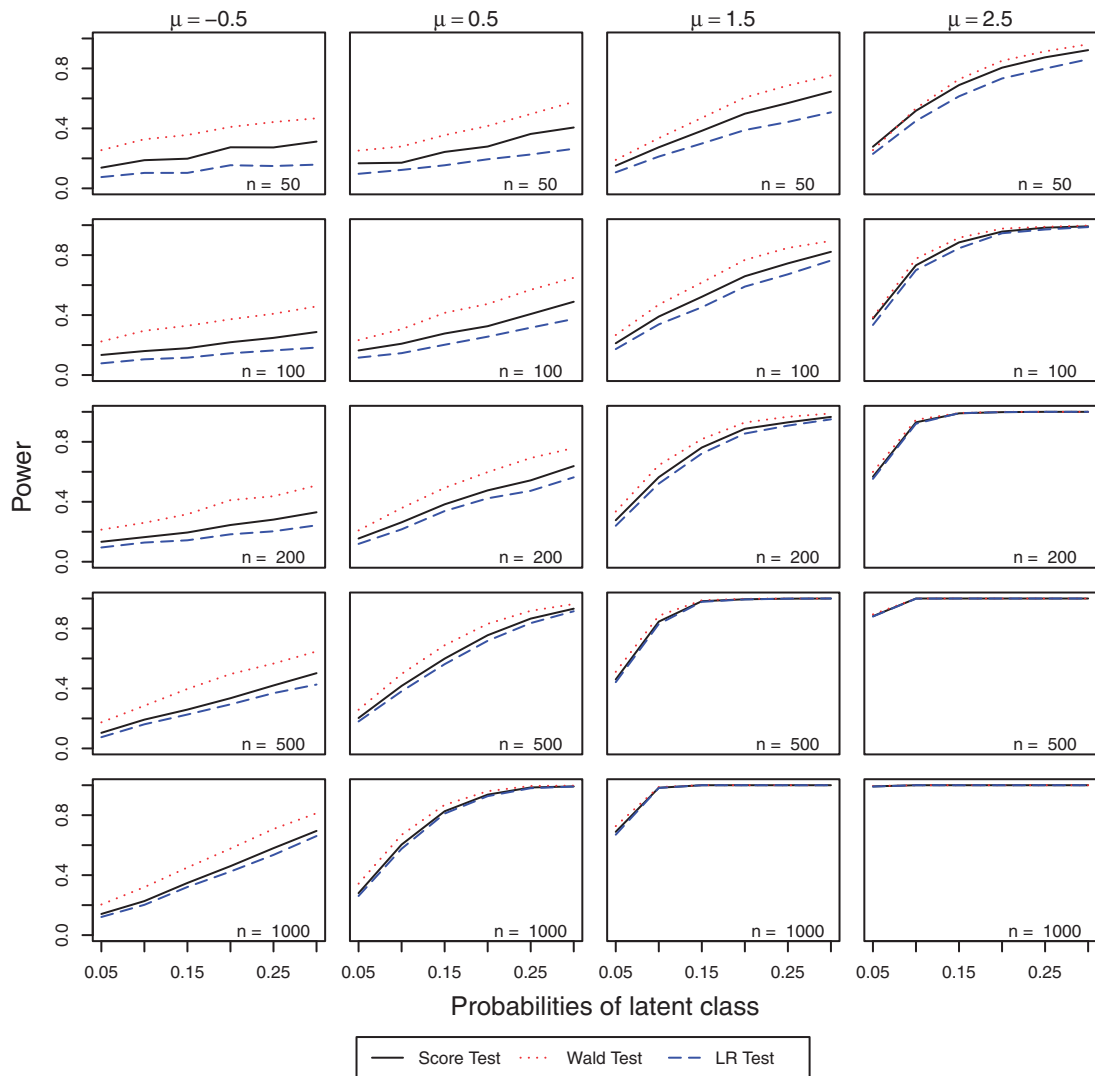 μ = −0.5 μ = 0.5 μ = 1.5 μ = 2.5
0.0 0.4 0.8
n = 50
n = 50
n = 50
n = 50
0.0 0.4 0.8
n = 100
n = 100
n = 100
n = 100
Power
0.0 0.4 0.8
n = 200
n = 200
n = 200
n = 200
0.0 0.4 0.8
n = 500
n = 500
n = 500
n = 500
0.0 0.4 0.8
n = 1000
n = 1000
n = 1000
n = 1000
0.05 0.15 0.25
0.05 0.15 0.25
0.05 0.15 0.25
0.05 0.15 0.25
Probabilities of latent class
Score Test Wald Test LR Test